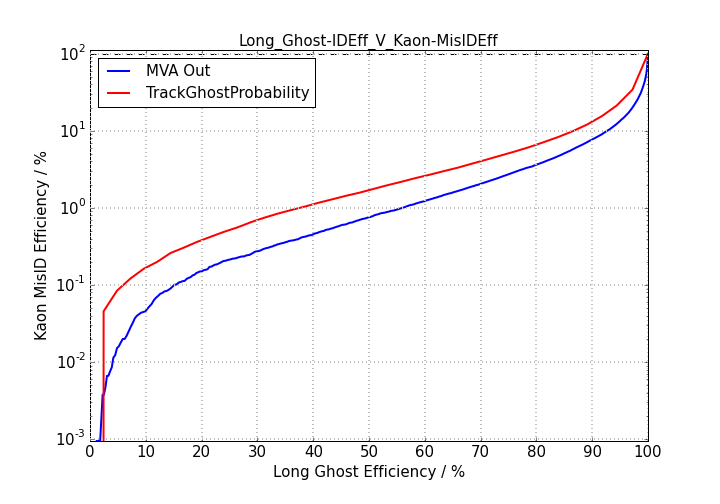 Long_Ghost-IDEff_V_Kaon-MisIDEff
MVA Out
TrackGhostProbability
Kaon MisID Efficiency / %
10^2
10^1
10^0
10^-1
10^-2
10^-3
0 10 20 30 40 50 60 70 80 90 100
Long Ghost Efficiency / %